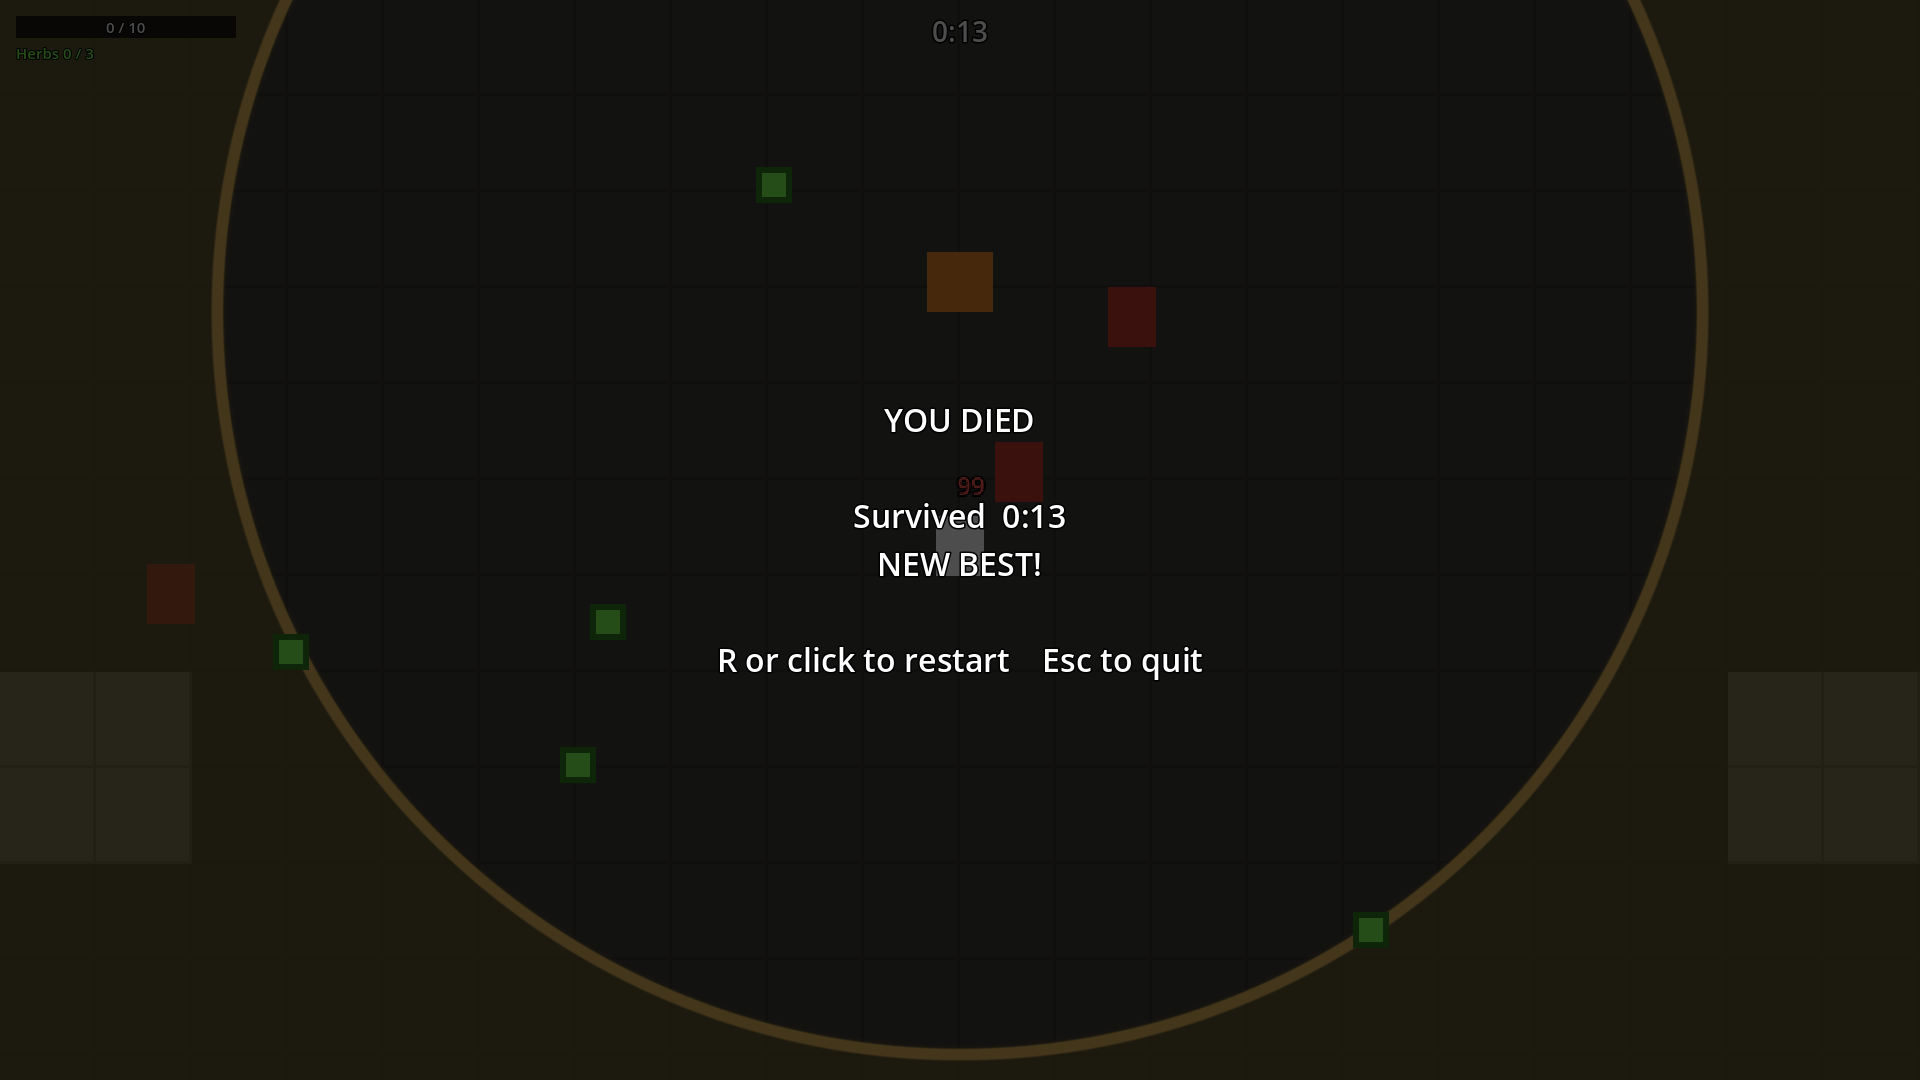 0 / 10
0:13
Herbs 0 / 3
YOU DIED
99
Survived 0:13
NEW BEST!
R or click to restart Esc to quit